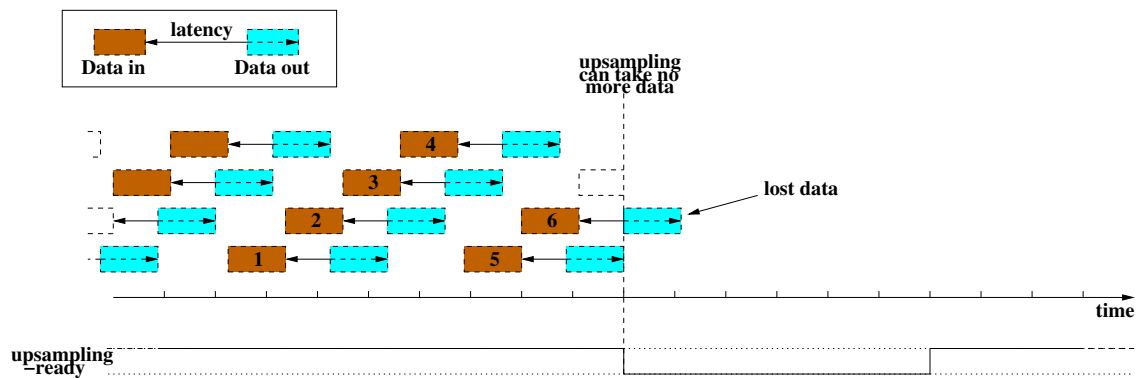 latency
Data in
Data out
upsampling
can take no
more data
4
3
lost data
2
6
1
5
time
upsampling
−ready